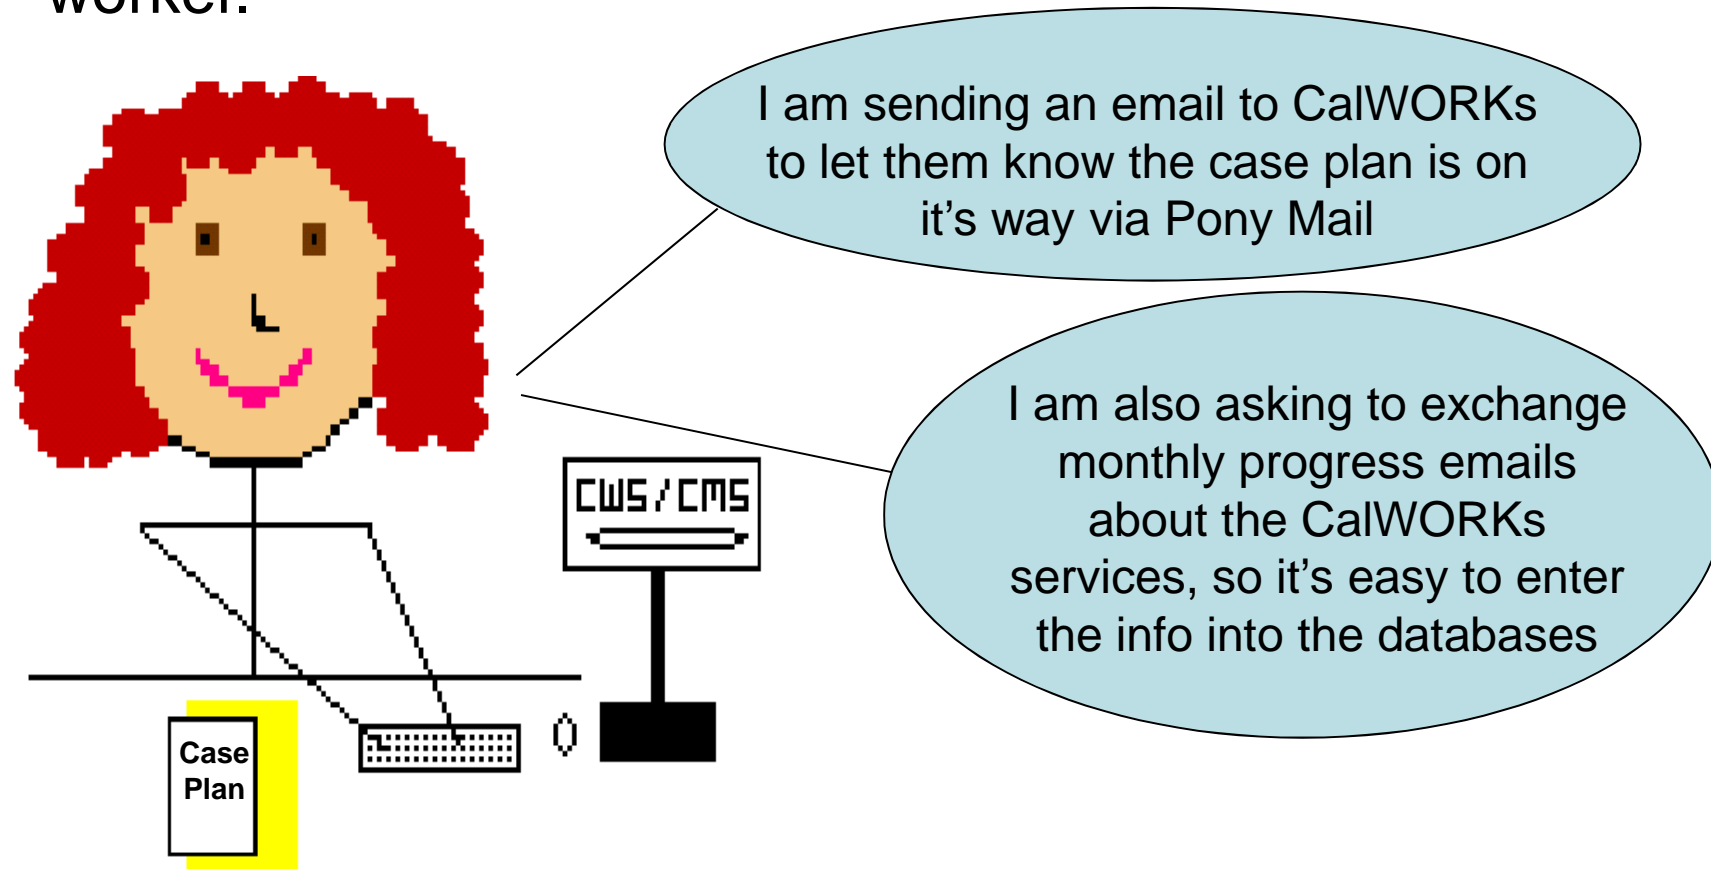 worker.
I am sending an email to CalWORKs
to let them know the case plan is on
it’s way via Pony Mail
I am also asking to exchange
monthly progress emails
about the CalWORKs
services, so it’s easy to enter
the info into the databases
CWS/CMS
Case
Plan